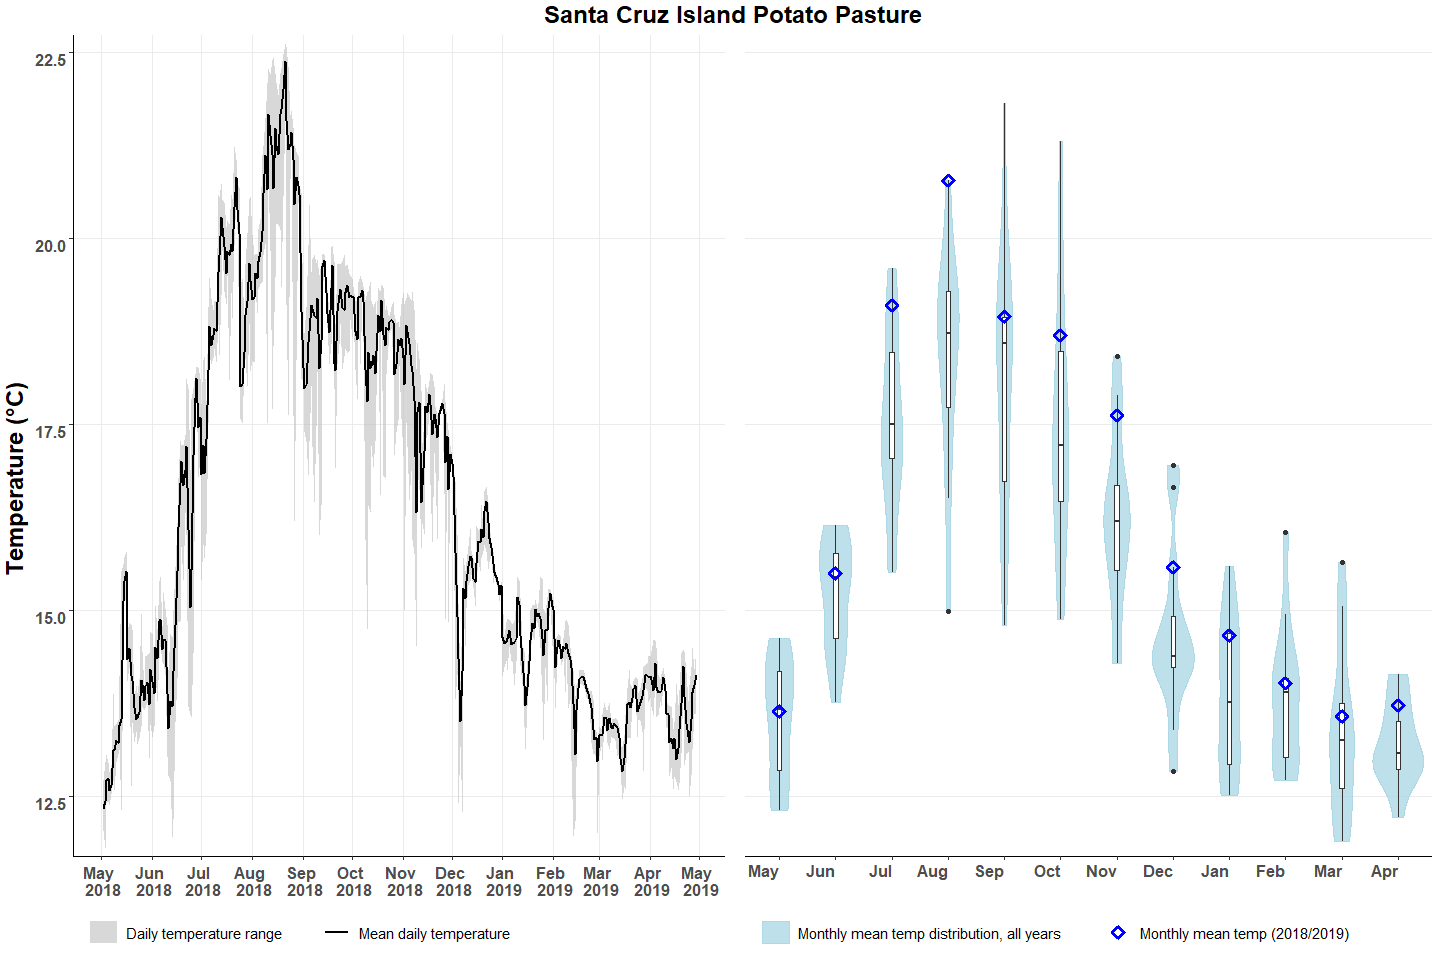 Santa Cruz Island Potato Pasture
Temperature (°C)
22.5
20.0
17.5
15.0
12.5
May Jun Jul Aug Sep Oct Nov Dec Jan Feb Mar Apr May
2018 2018 2018 2018 2018 2018 2018 2018 2019 2019 2019 2019 2019
May Jun Jul Aug Sep Oct Nov Dec Jan Feb Mar Apr
Daily temperature range Mean daily temperature
Monthly mean temp distribution, all years Monthly mean temp (2018/2019)